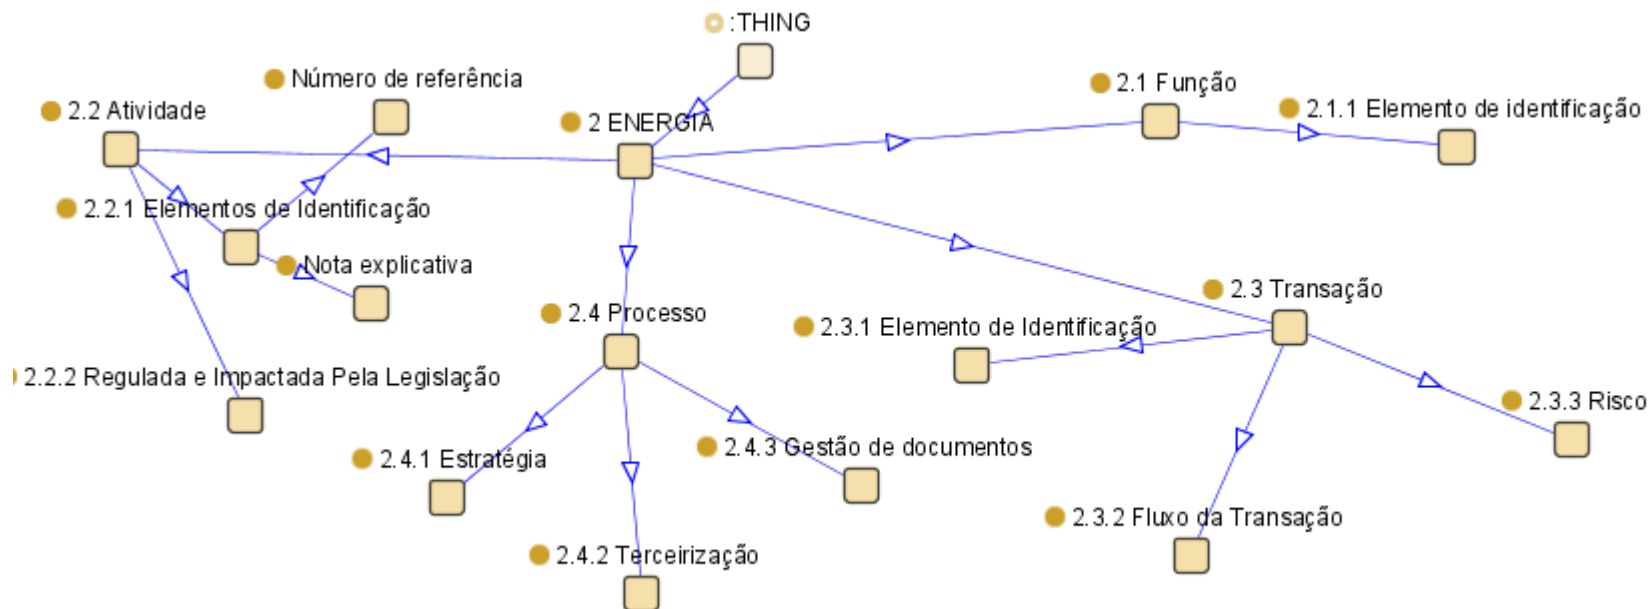 :THING
Número de referência
2.1 Função
2.2 Atividade
2 ENERGIA
2.1.1 Elemento de identificação
2.2.1 Elementos de Identificação
Nota explicativa
2.3 Transação
2.4 Processo
2.3.1 Elemento de Identificação
2.2.2 Regulada e Impactada Pela Legislação
2.3.3 Risco
2.4.1 Estratégia
2.4.3 Gestão de documentos
2.3.2 Fluxo da Transação
2.4.2 Terceirização